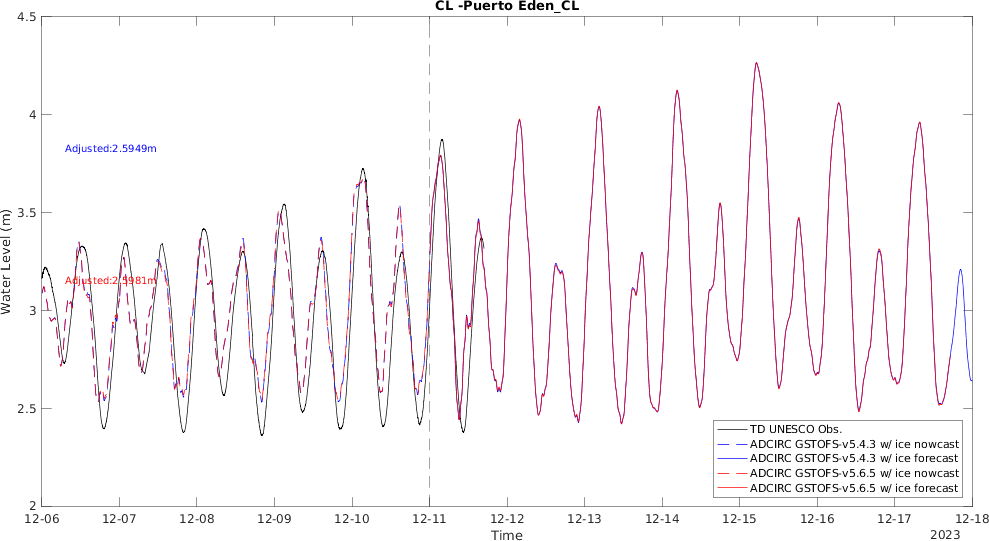 CL -Puerto Eden_CL
4.5
4
3.5
3
2.5
2
Water Level (m)
Adjusted:2.5949m
Adjusted:2.5981m
TD UNESCO Obs.
ADCIRC GSTOFS-v5.4.3 w/ ice nowcast
ADCIRC GSTOFS-v5.4.3 w/ ice forecast
ADCIRC GSTOFS-v5.6.5 w/ ice nowcast
ADCIRC GSTOFS-v5.6.5 w/ ice forecast
12-06 12-07 12-08 12-09 12-10 12-11 12-12 12-13 12-14 12-15 12-16 12-17 12-18
Time
2023